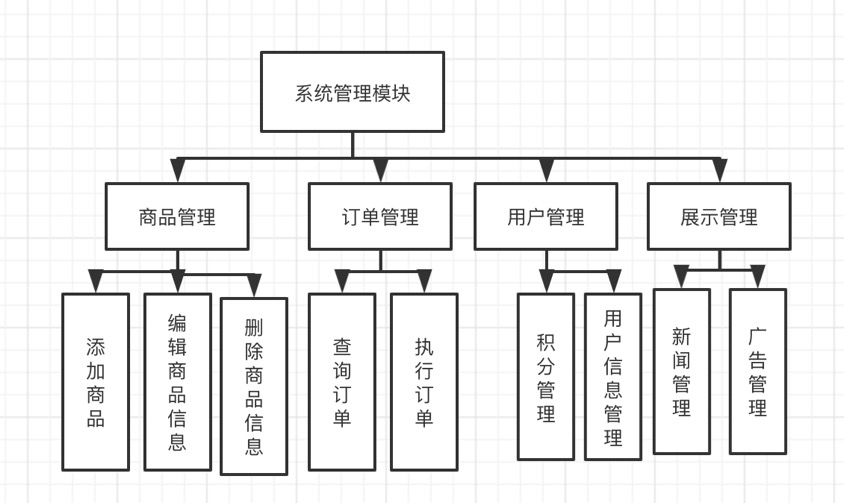 系统管理模块
商品管理
订单管理
用户管理
展示管理
添加商品
编辑商品信息
删除商品信息
查询订单
执行订单
积分管理
用户信息管理
新闻管理
广告管理